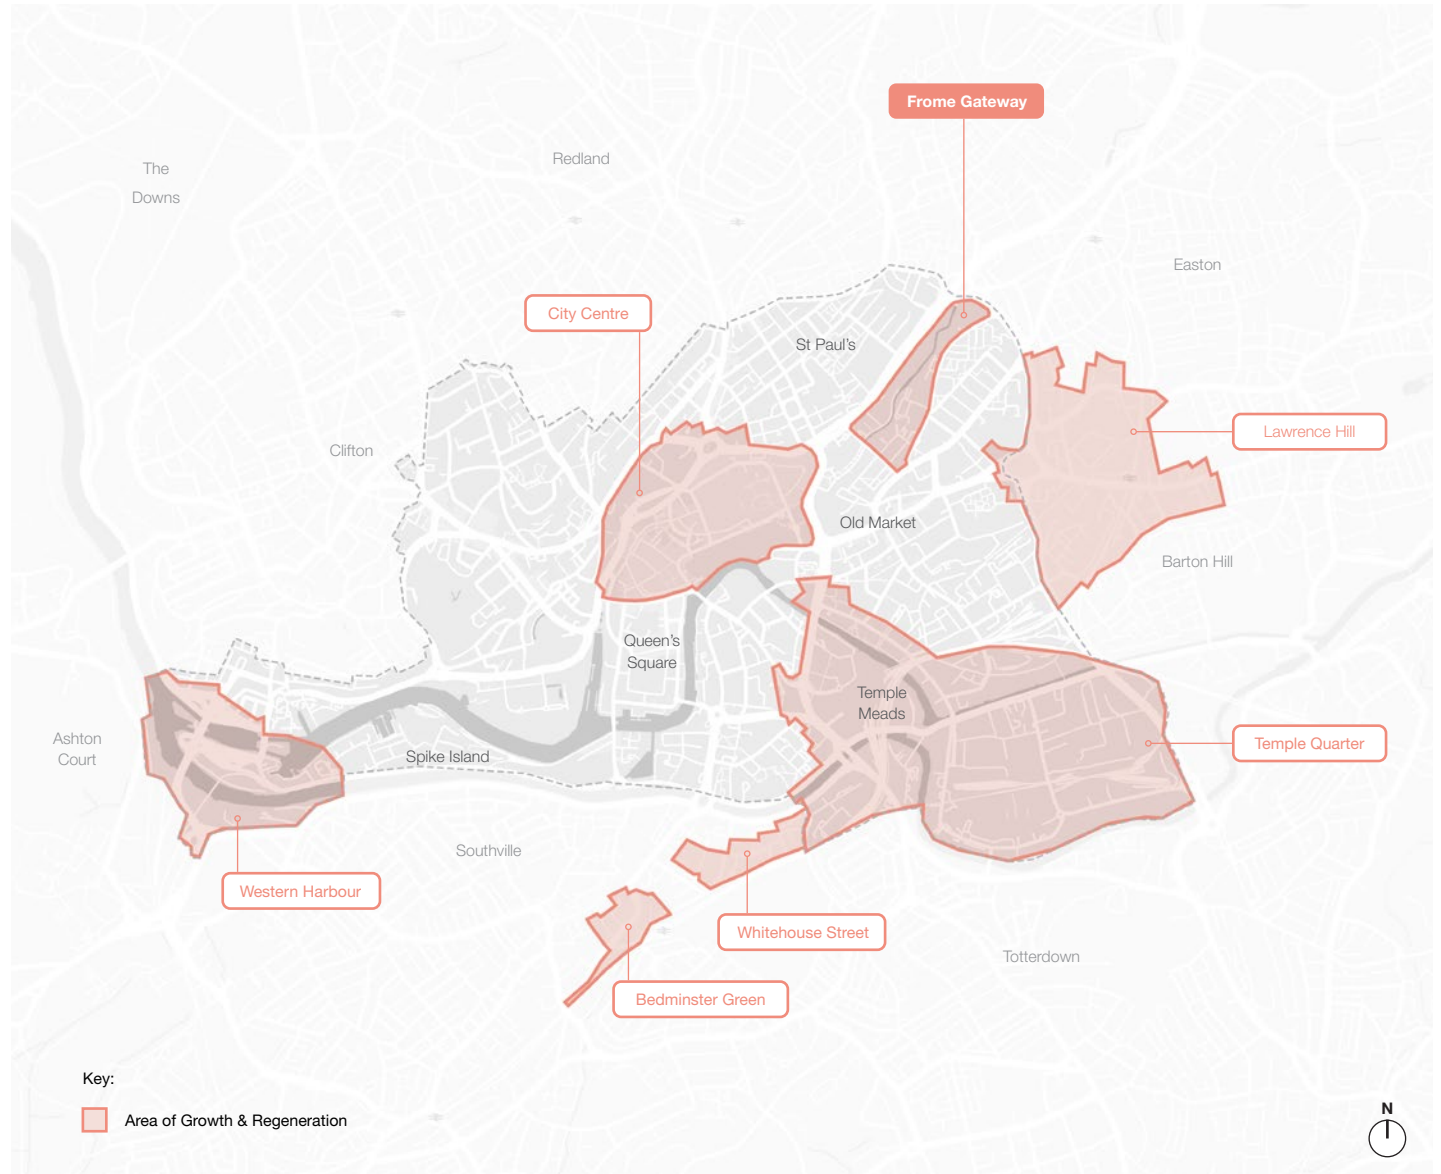 Frome Gateway
Redland
The
Downs
Easton
City Centre
St Paul's
Lawrence Hill
Clifton
Old Market
Barton Hill
Queen's
Square
Temple
Meads
Ashton
Court
Spike Island
Temple Quarter
Southville
Western Harbour
Whitehouse Street
Totterdown
Bedminster Green
Key:
Area of Growth & Regeneration
N